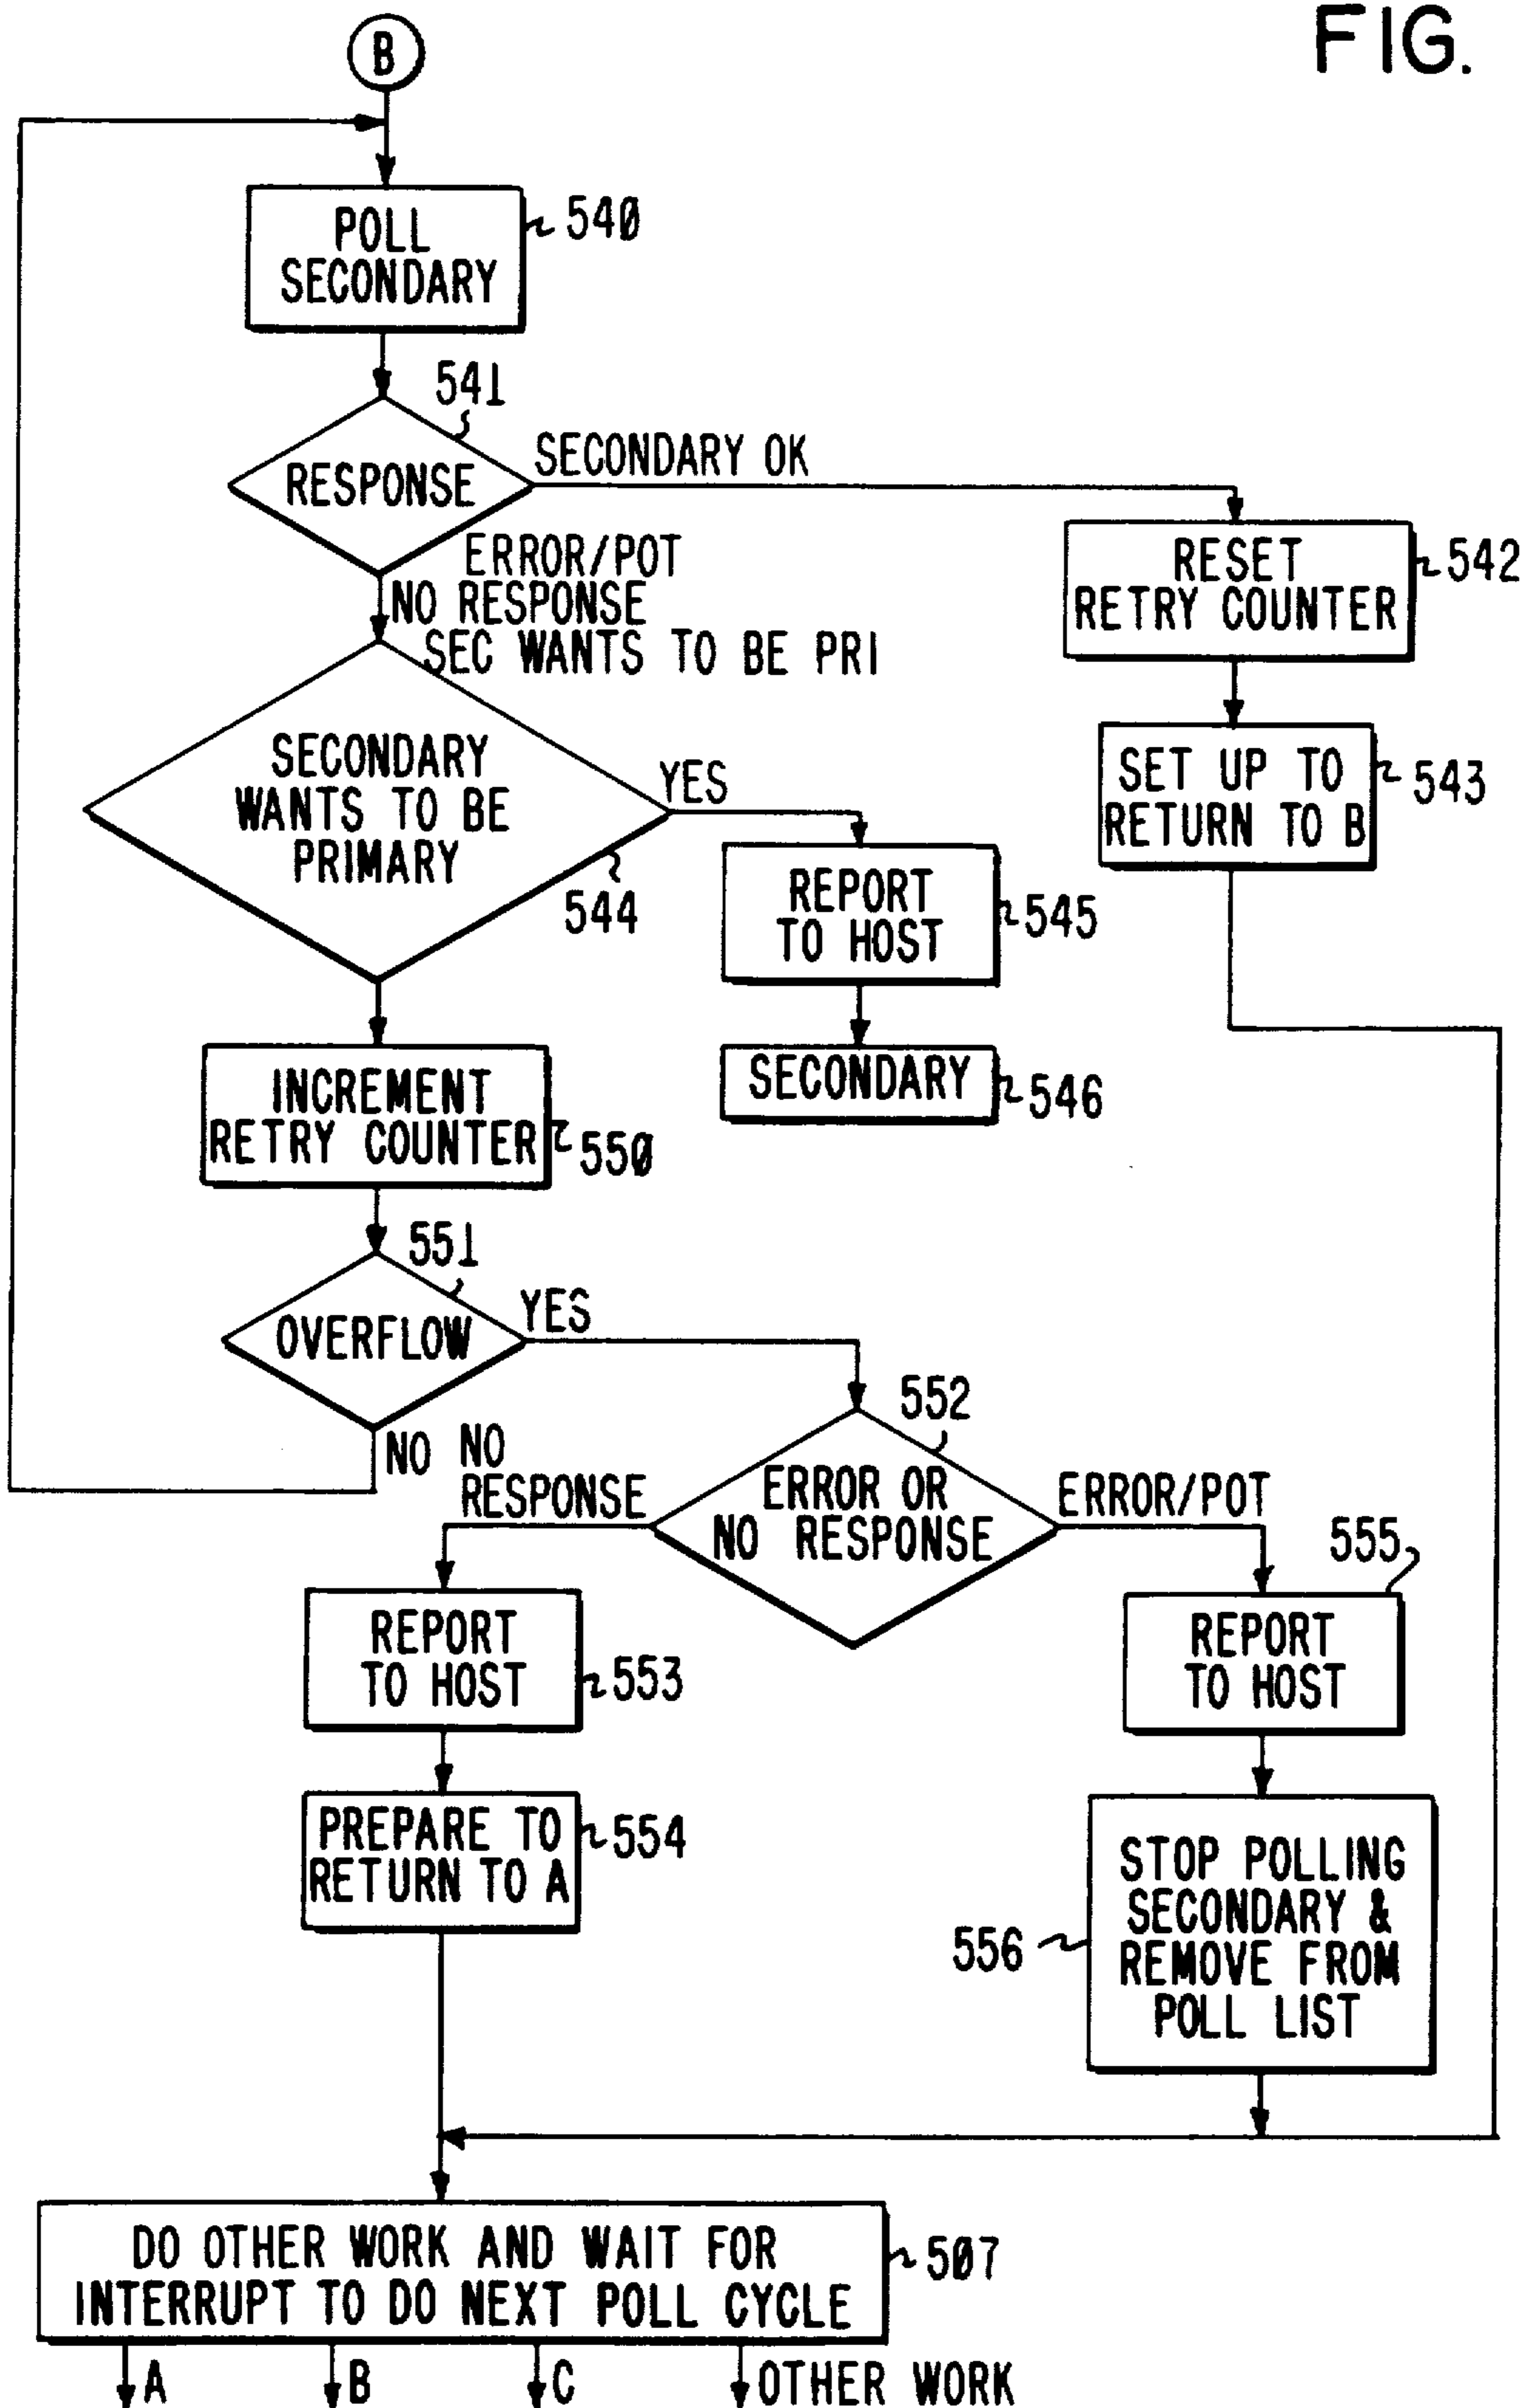 FIG.
B
POLL
SECONDARY
540
541
RESPONSE
SECONDARY OK
ERROR/POT
NO RESPONSE
SEC WANTS TO BE PRI
RESET
RETRY COUNTER
542
SET UP TO
RETURN TO B
543
SECONDARY
WANTS TO BE
PRIMARY
YES
544
REPORT
TO HOST
545
SECONDARY
546
INCREMENT
RETRY COUNTER
550
551
OVERFLOW
YES
NO
552
ERROR OR
NO RESPONSE
NO
RESPONSE
ERROR/POT
REPORT
TO HOST
553
PREPARE TO
RETURN TO A
554
555
REPORT
TO HOST
STOP POLLING
SECONDARY &
REMOVE FROM
POLL LIST
556
DO OTHER WORK AND WAIT FOR
INTERRUPT TO DO NEXT POLL CYCLE
507
A
B
C
OTHER WORK